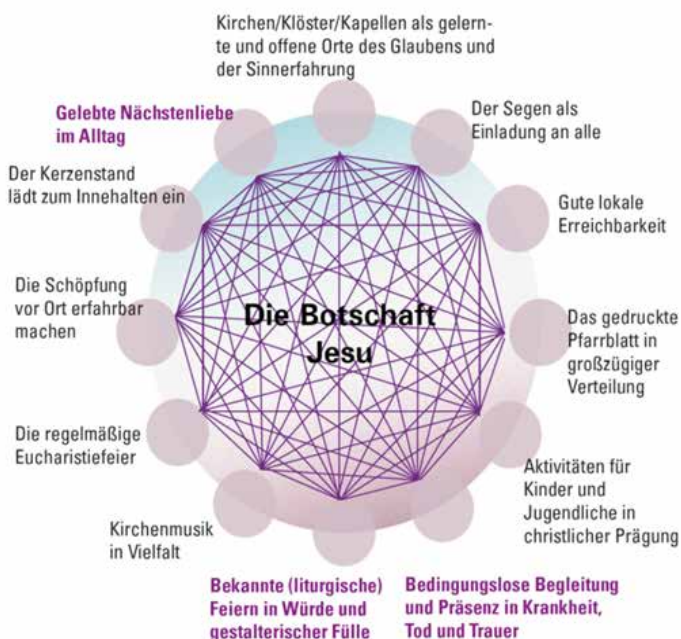 Kirchen/Klöster/Kapellen als gelern-
te und offene Orte des Glaubens und
der Sinnerfahrung
Gelebte Nächstenliebe
im Alltag
Der Segen als
Einladung an alle
Der Kerzenstand
lädt zum Innehalten ein
Gute lokale
Erreichbarkeit
Die Schöpfung
vor Ort erfahrbar
machen
Die Botschaft
Jesu
Das gedruckte
Pfarrblatt in
großzügiger
Verteilung
Die regelmäßige
Eucharistiefeier
Aktivitäten für
Kinder und
Jugendliche in
christlicher Prägung
Kirchenmusik
in Vielfalt
Bekannte (liturgische)
Feiern in Würde und
gestalterischer Fülle
Bedingungslose Begleitung
und Präsenz in Krankheit,
Tod und Trauer